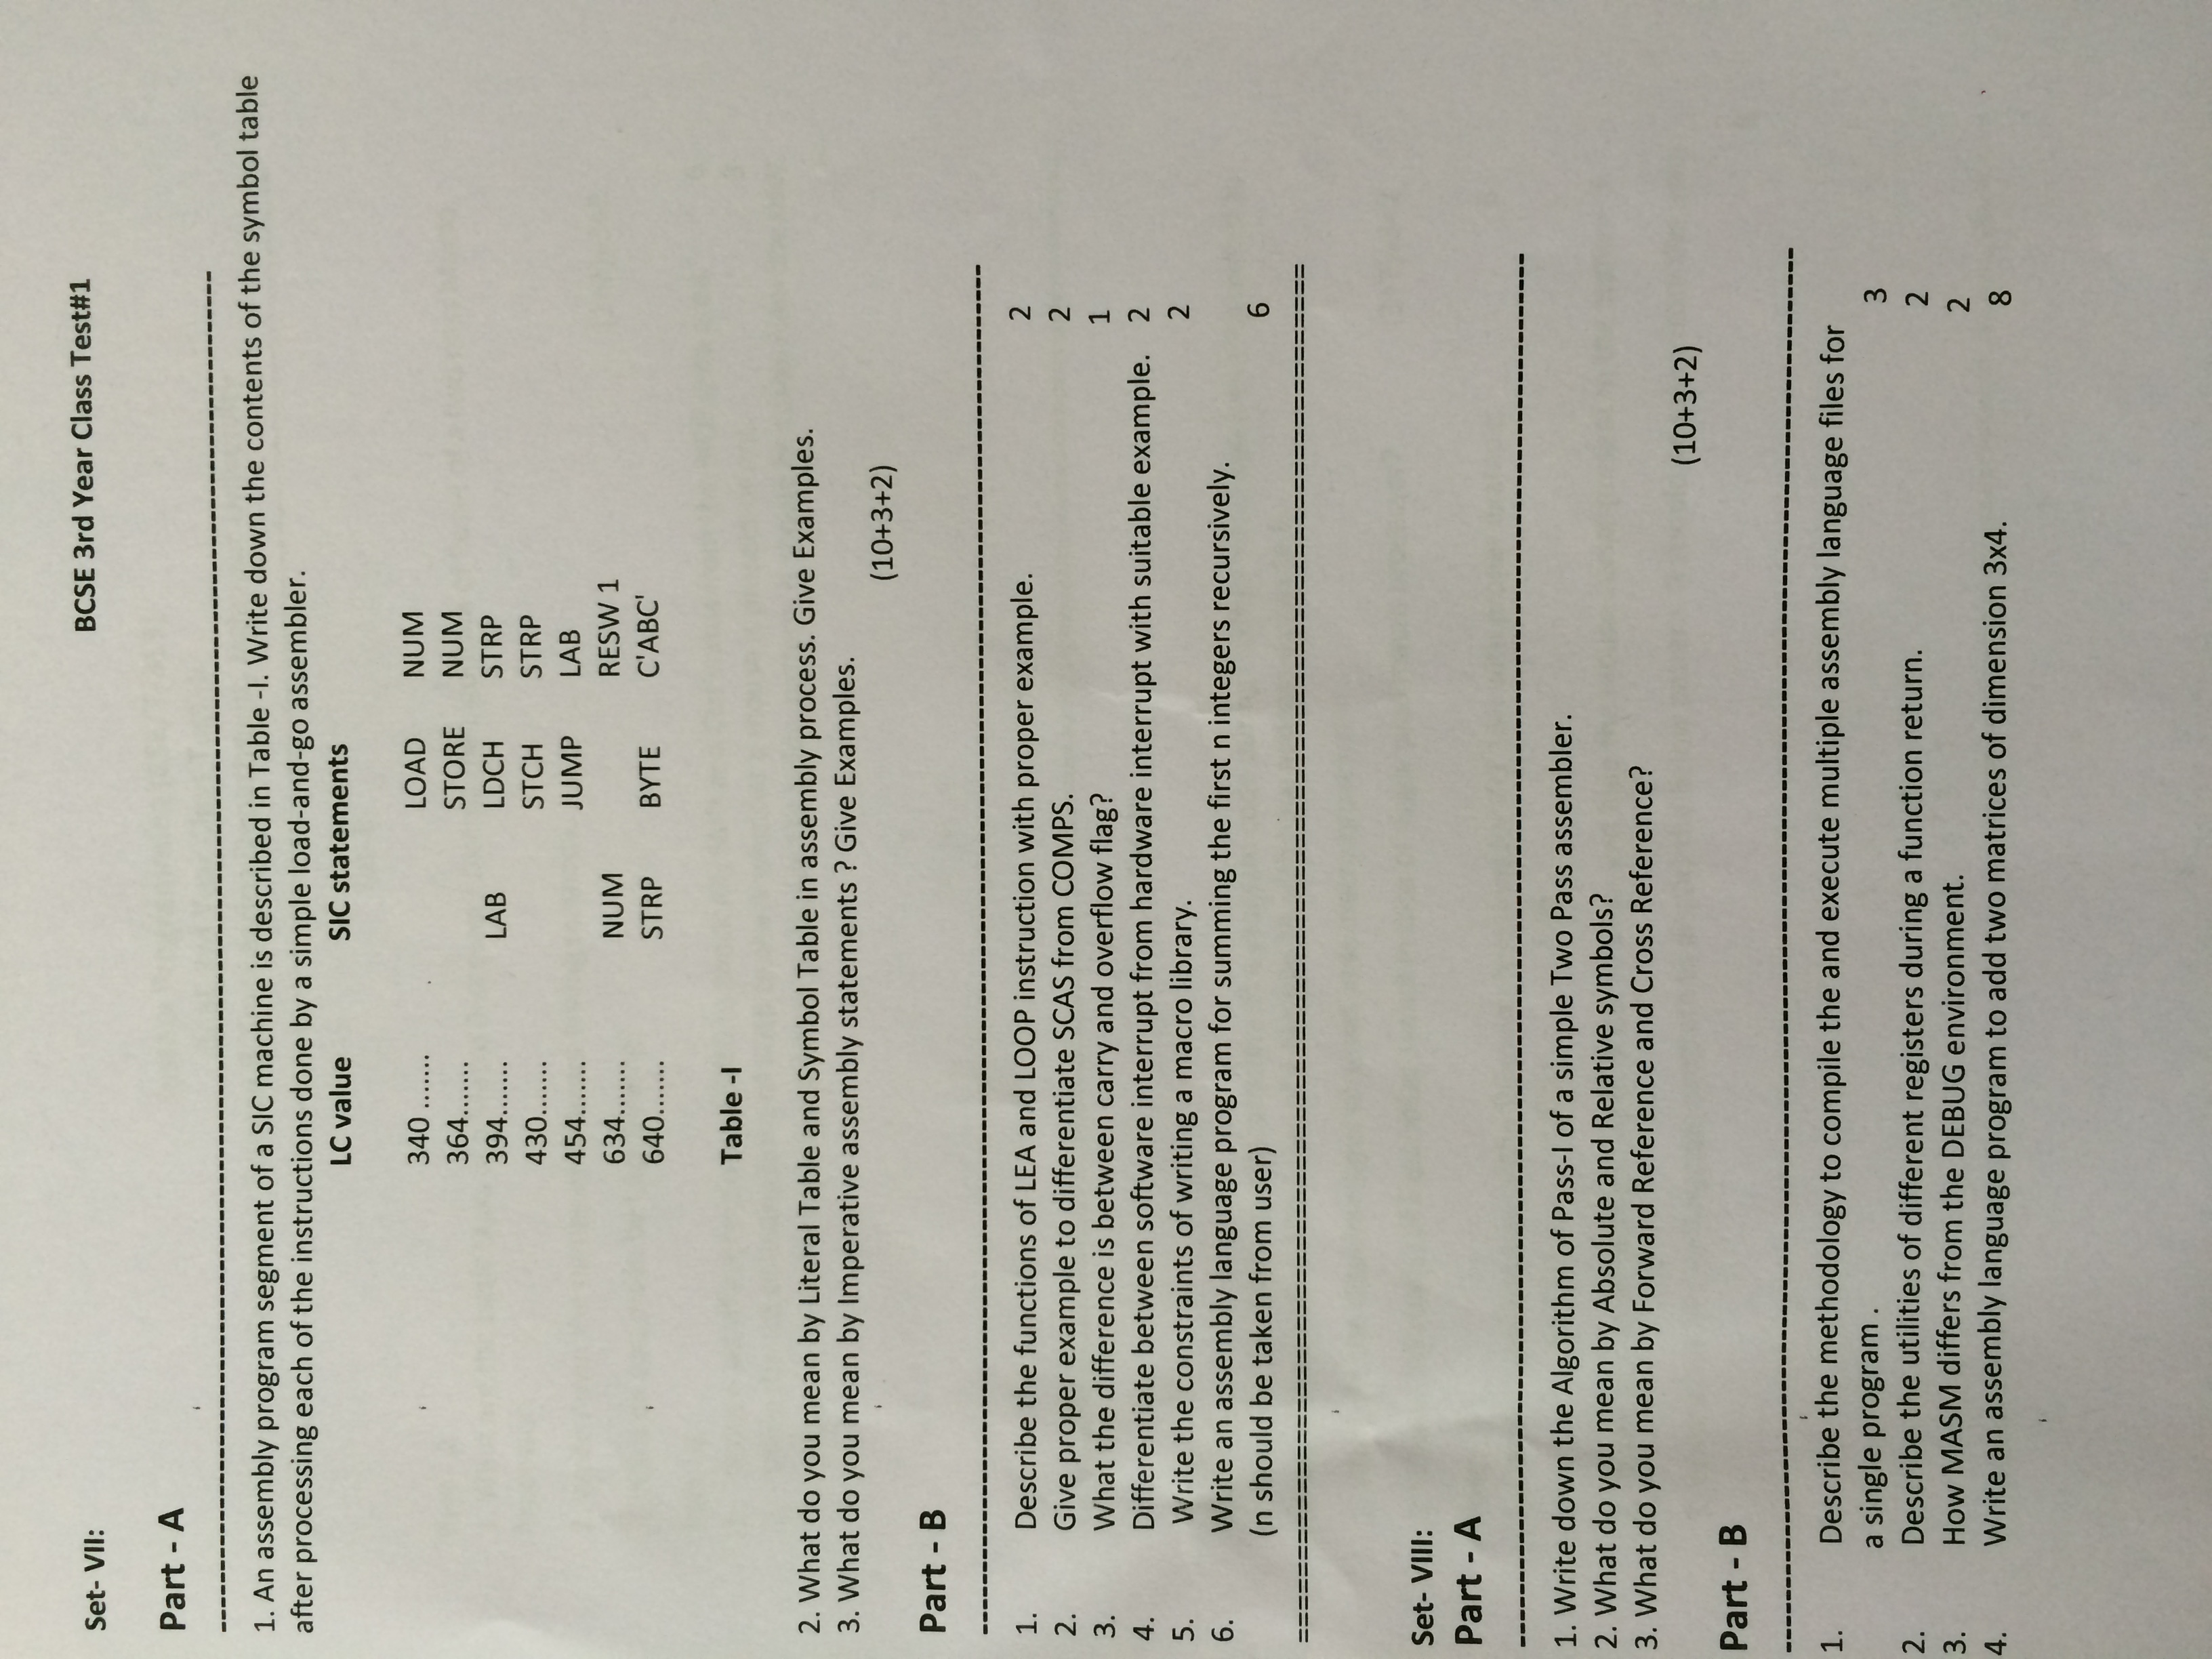 Set- VII:
BCSE 3rd Year Class Test#1
Part - A
--------------------------------------------------------------------------------
1. An assembly program segment of a SIC machine is described in Table -I. Write down the contents of the symbol table
after processing each of the instructions done by a simple load-and-go assembler.
LC value SIC statements
340 ....... LOAD NUM
364....... STORE NUM
394....... LAB LDCH STRP
430....... STCH STRP
454....... JUMP LAB
634....... NUM RESW 1
640....... STRP BYTE C'ABC'
Table -I
2. What do you mean by Literal Table and Symbol Table in assembly process. Give Examples.
3. What do you mean by Imperative assembly statements ? Give Examples.
(10+3+2)
Part - B
--------------------------------------------------------------------------------
1. Describe the functions of LEA and LOOP instruction with proper example. 2
2. Give proper example to differentiate SCAS from COMPS. 2
3. What the difference is between carry and overflow flag? 1
4. Differentiate between software interrupt from hardware interrupt with suitable example. 2
5. Write the constraints of writing a macro library. 2
6. Write an assembly language program for summing the first n integers recursively.
(n should be taken from user) 6
================================================================================
Set- VIII:
Part - A
--------------------------------------------------------------------------------
1. Write down the Algorithm of Pass-I of a simple Two Pass assembler.
2. What do you mean by Absolute and Relative symbols?
3. What do you mean by Forward Reference and Cross Reference?
(10+3+2)
Part - B
--------------------------------------------------------------------------------
1. Describe the methodology to compile the and execute multiple assembly language files for
a single program . 3
2. Describe the utilities of different registers during a function return. 2
3. How MASM differs from the DEBUG environment. 2
4. Write an assembly language program to add two matrices of dimension 3x4. 8